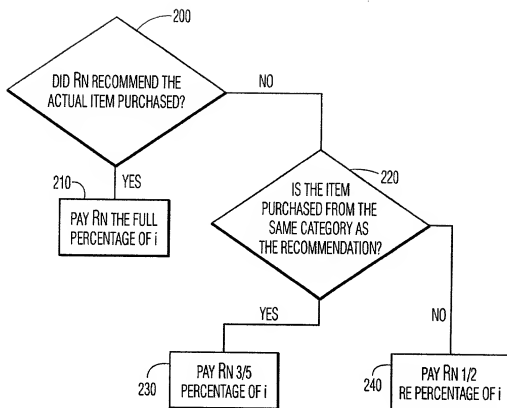 200
DID Rn RECOMMEND THE
ACTUAL ITEM PURCHASED?
NO
YES
210
PAY Rn THE FULL
PERCENTAGE OF i
220
IS THE ITEM
PURCHASED FROM THE
SAME CATEGORY AS
THE RECOMMENDATION?
YES
NO
230
PAY Rn 3/5
PERCENTAGE OF i
240
PAY Rn 1/2
RE PERCENTAGE OF i